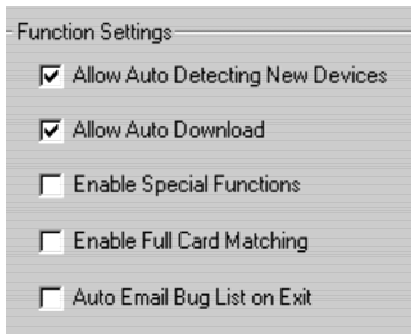 Function Settings
Allow Auto Detecting New Devices
Allow Auto Download
Enable Special Functions
Enable Full Card Matching
Auto Email Bug List on Exit